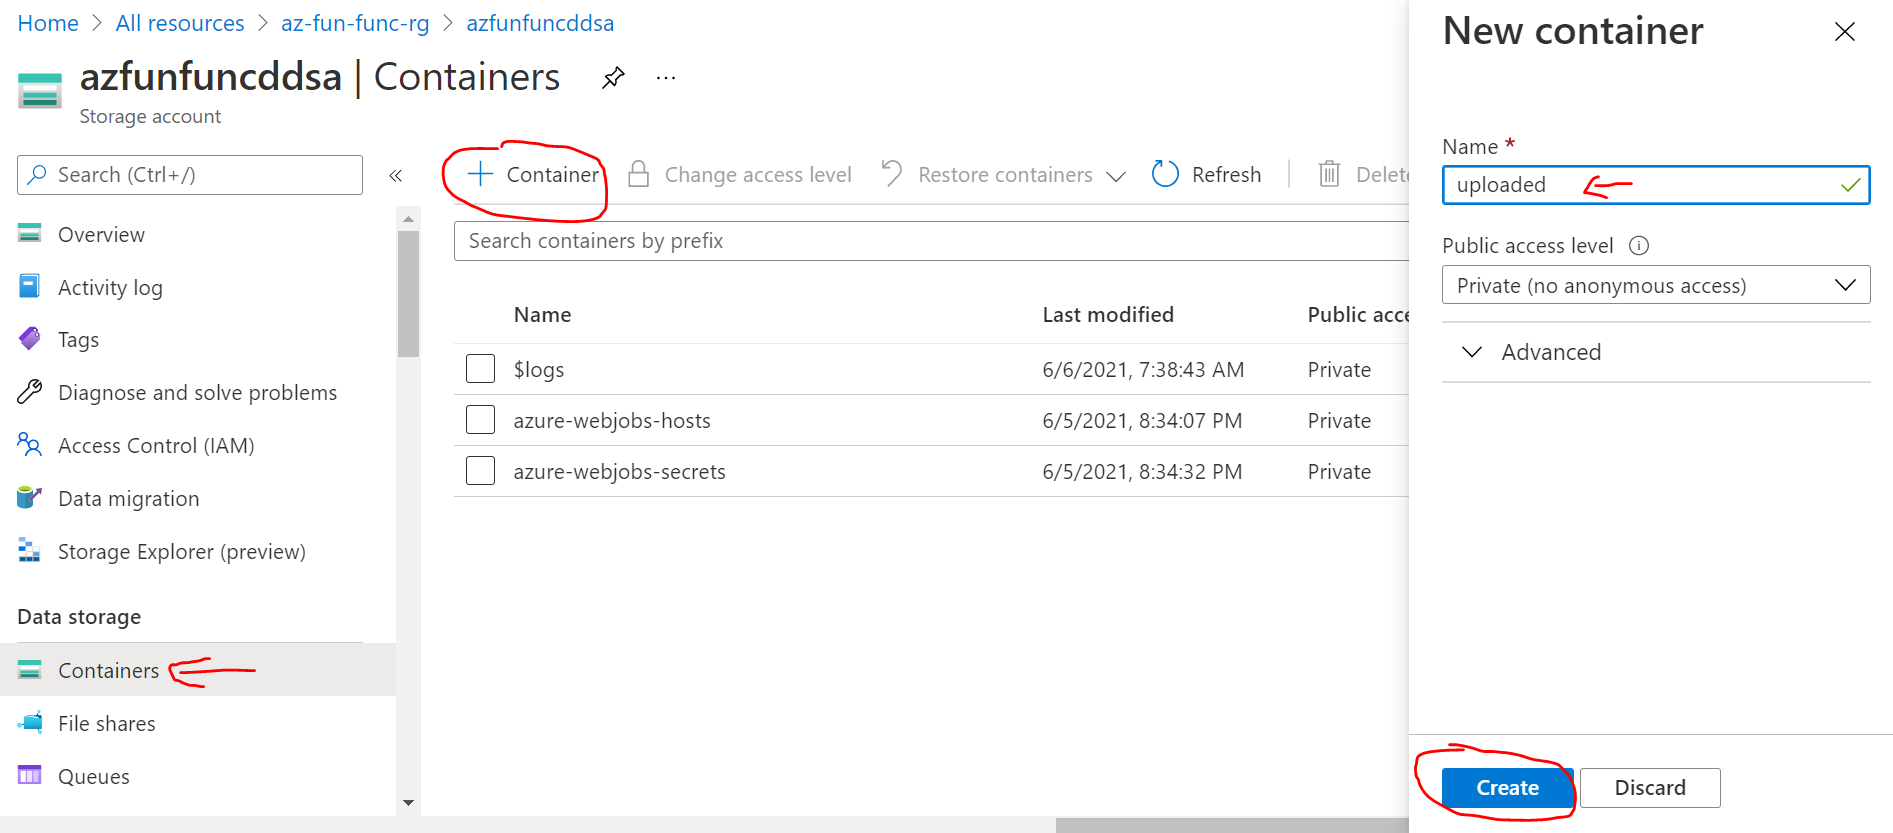 Home > All resources > az-fun-func-rg > azfunfuncddsa
azfunfuncddsa | Containers
Storage account
Search (Ctrl+/)
Overview
Activity log
Tags
Diagnose and solve problems
Access Control (IAM)
Data migration
Storage Explorer (preview)
Data storage
Containers
File shares
Queues
Container Change access level Restore containers Refresh Delete
Search containers by prefix
Name Last modified Public acce
$logs 6/6/2021, 7:38:43 AM Private
azure-webjobs-hosts 6/5/2021, 8:34:07 PM Private
azure-webjobs-secrets 6/5/2021, 8:34:32 PM Private
New container
Name *
uploaded
Public access level
Private (no anonymous access)
Advanced
Create Discard